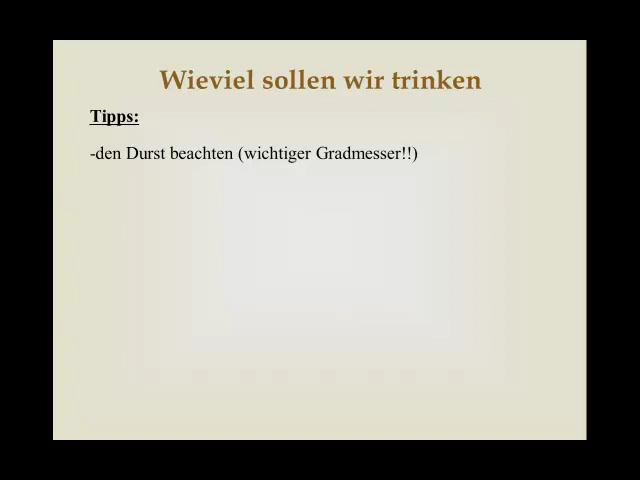 Wieviel sollen wir trinken
Tipps:
-den Durst beachten (wichtiger Gradmesser!!)